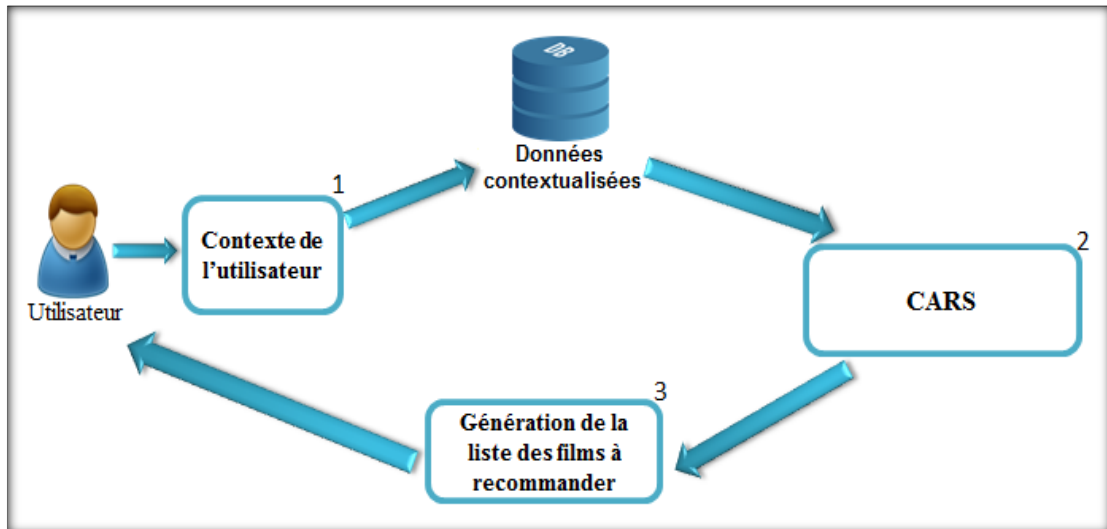 DB
Données
contextualisées
1
Contexte de
l'utilisateur
Utilisateur
2
CARS
3
Génération de la
liste des films à
recommander